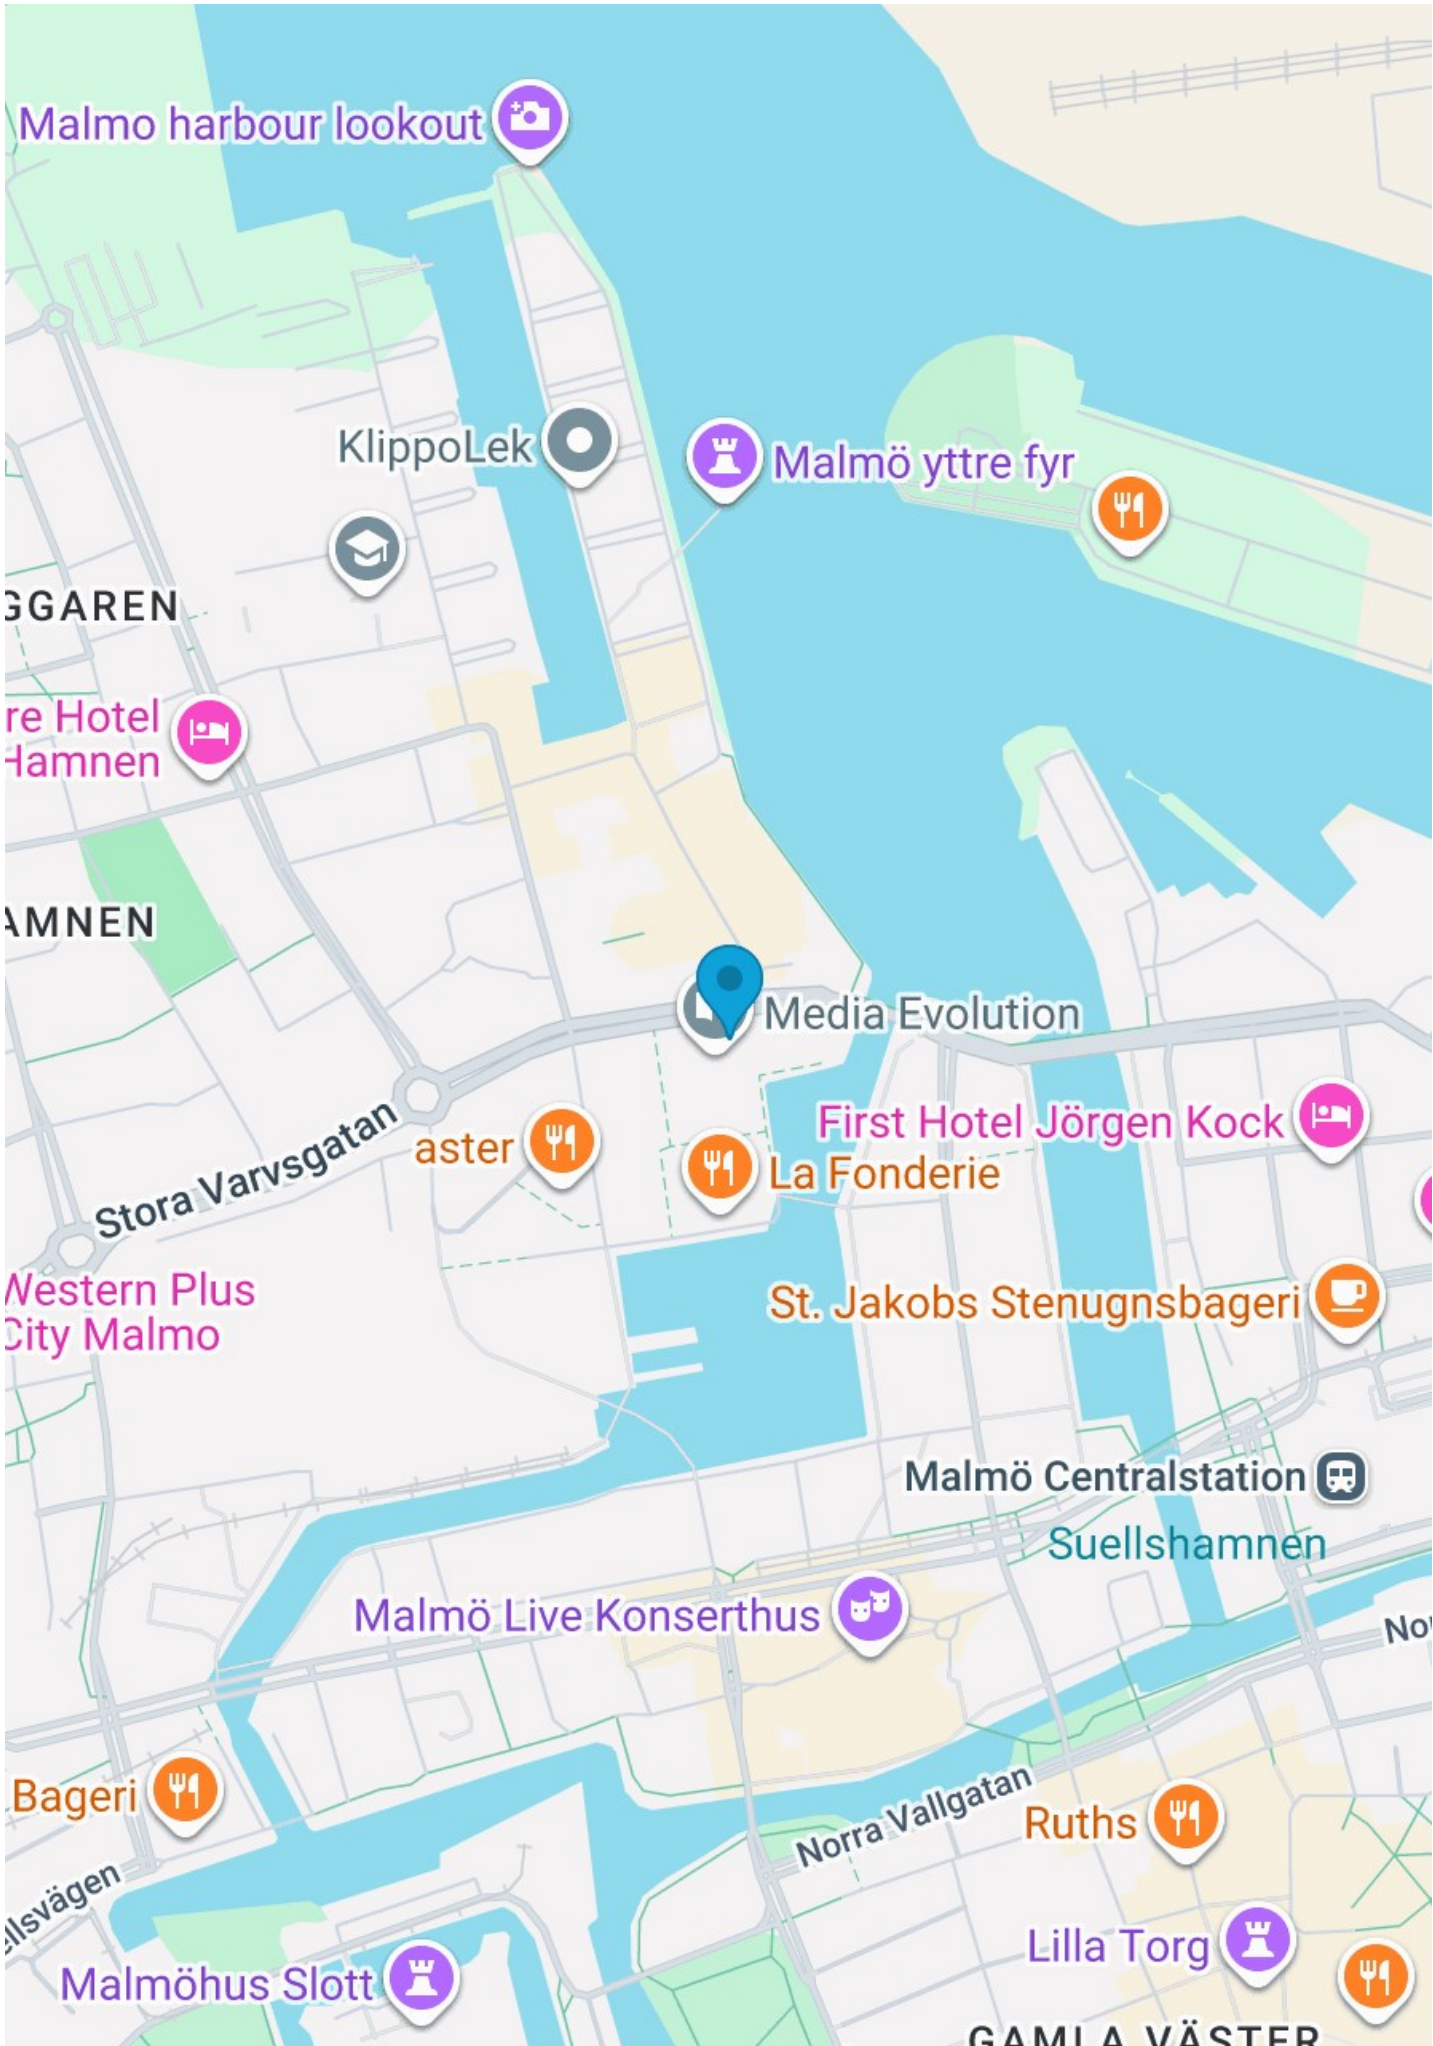 Malmo harbour lookout
KlippoLek
Malmö yttre fyr
GGAREN
re Hotel
Hamnen
AMNEN
Media Evolution
First Hotel Jörgen Kock
aster
La Fonderie
Stora Varvsgatan
Western Plus
City Malmo
St. Jakobs Stenugnsbageri
Malmö Centralstation
Suellshamnen
Malmö Live Konserthus
No
Bageri
Norra Vallgatan
Ruths
ellsvägen
Lilla Torg
Malmöhus Slott
GAMLA VÄSTER